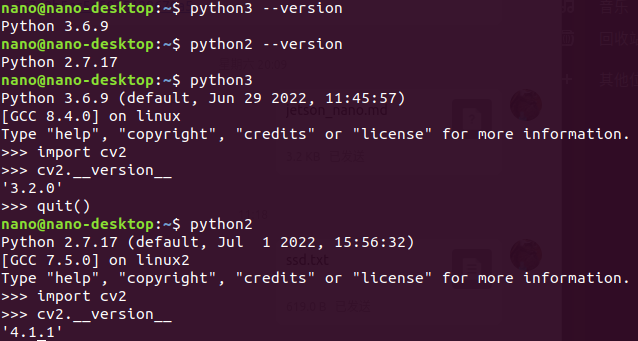 nano@nano-desktop:~$ python3 --version
Python 3.6.9
nano@nano-desktop:~$ python2 --version
Python 2.7.17
nano@nano-desktop:~$ python3
Python 3.6.9 (default, Jun 29 2022, 11:45:57)
[GCC 8.4.0] on linux
Type "help", "copyright", "credits" or "license" for more information.
>>> import cv2
>>> cv2.__version__
'3.2.0'
>>> quit()
nano@nano-desktop:~$ python2
Python 2.7.17 (default, Jul  1 2022, 15:56:32)
[GCC 7.5.0] on linux2
Type "help", "copyright", "credits" or "license" for more information.
>>> import cv2
>>> cv2.__version__
'4.1.1'
jetson_nano.md
ssd.txt